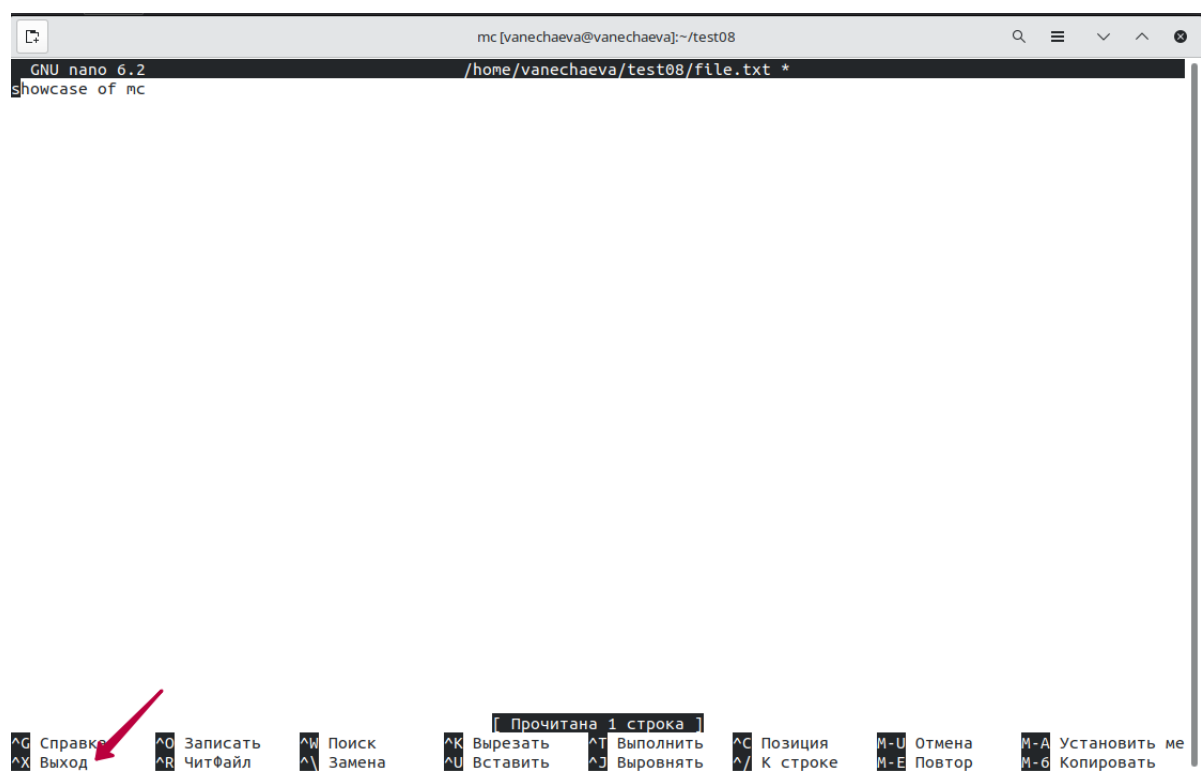 mc [vanechaeva@vanechaeva]:~/test08
GNU nano 6.2 /home/vanechaeva/test08/file.txt *
showcase of mc
[ Прочитана 1 строка ]
^G Справка ^O Записать ^W Поиск ^K Вырезать ^T Выполнить ^C Позиция M-U Отмена M-A Установить ме
^X Выход ^R ЧитФайл ^\ Замена ^U Вставить ^J Выровнять ^/ К строке M-E Повтор M-6 Копировать